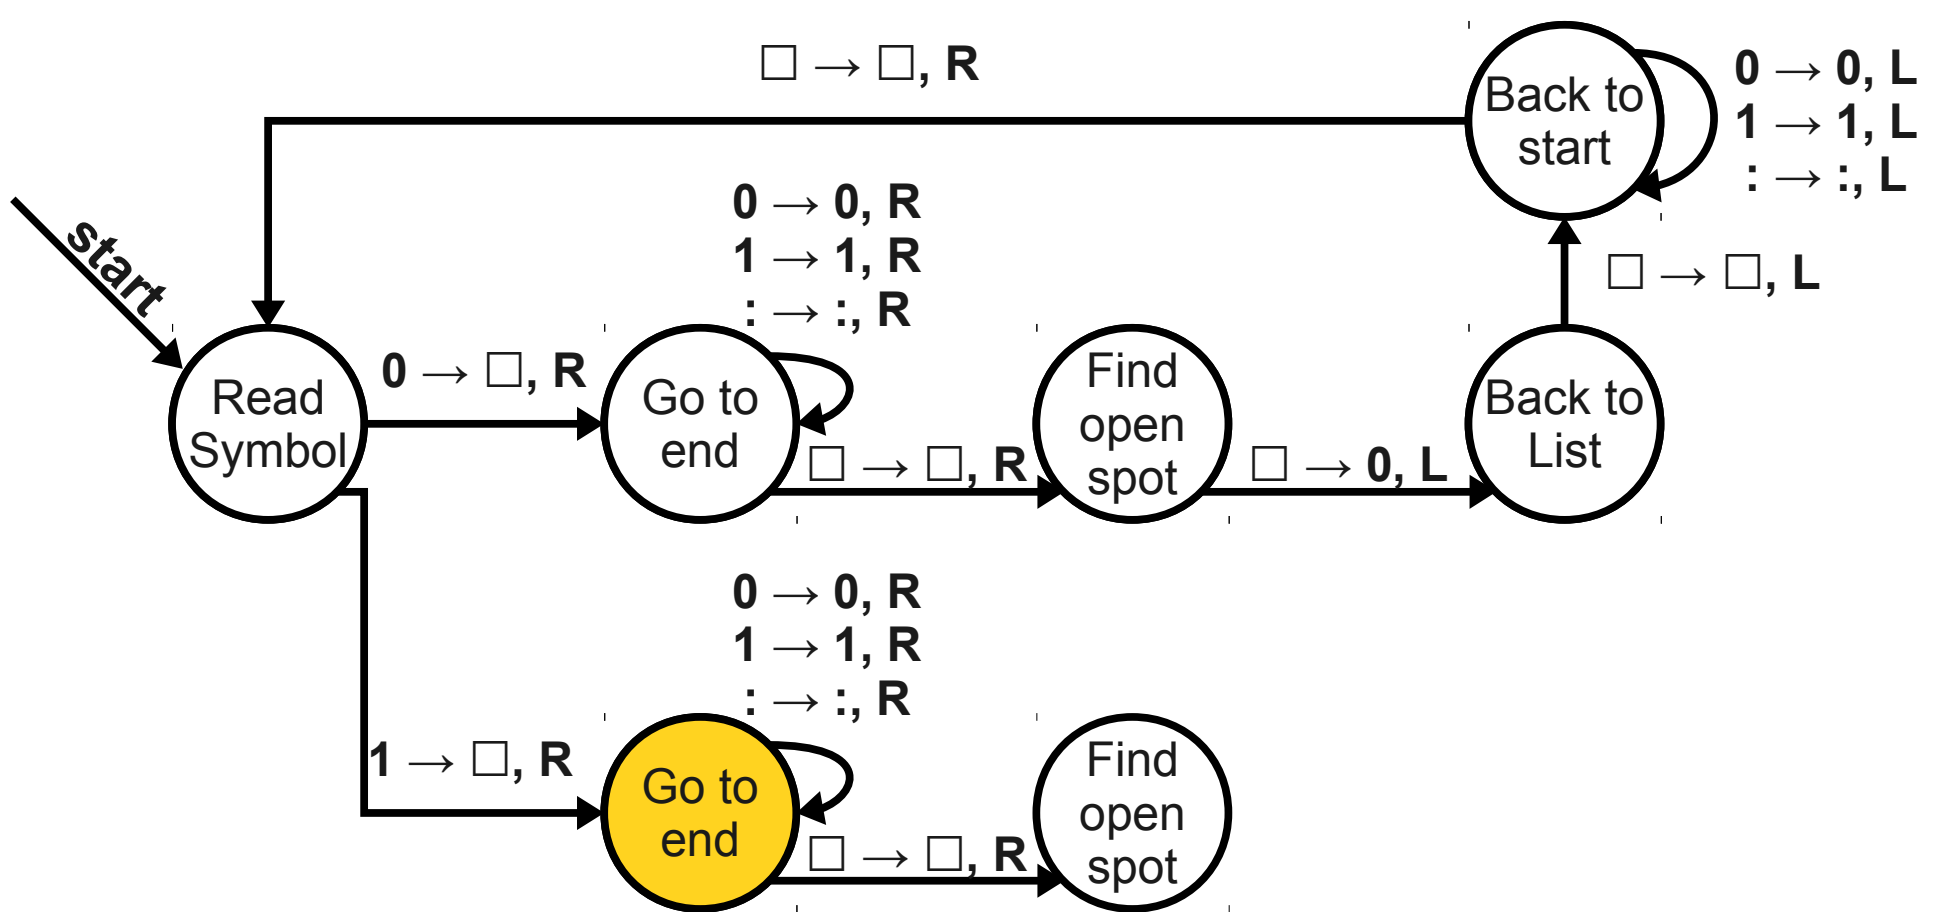 □ → □, R
Back to
start
0 → 0, L
1 → 1, L
: → :, L
start
0 → 0, R
1 → 1, R
: → :, R
□ → □, L
Read
Symbol
0 → □, R
Go to
end
□ → □, R
Find
open
spot
□ → 0, L
Back to
List
0 → 0, R
1 → 1, R
: → :, R
1 → □, R
Go to
end
□ → □, R
Find
open
spot